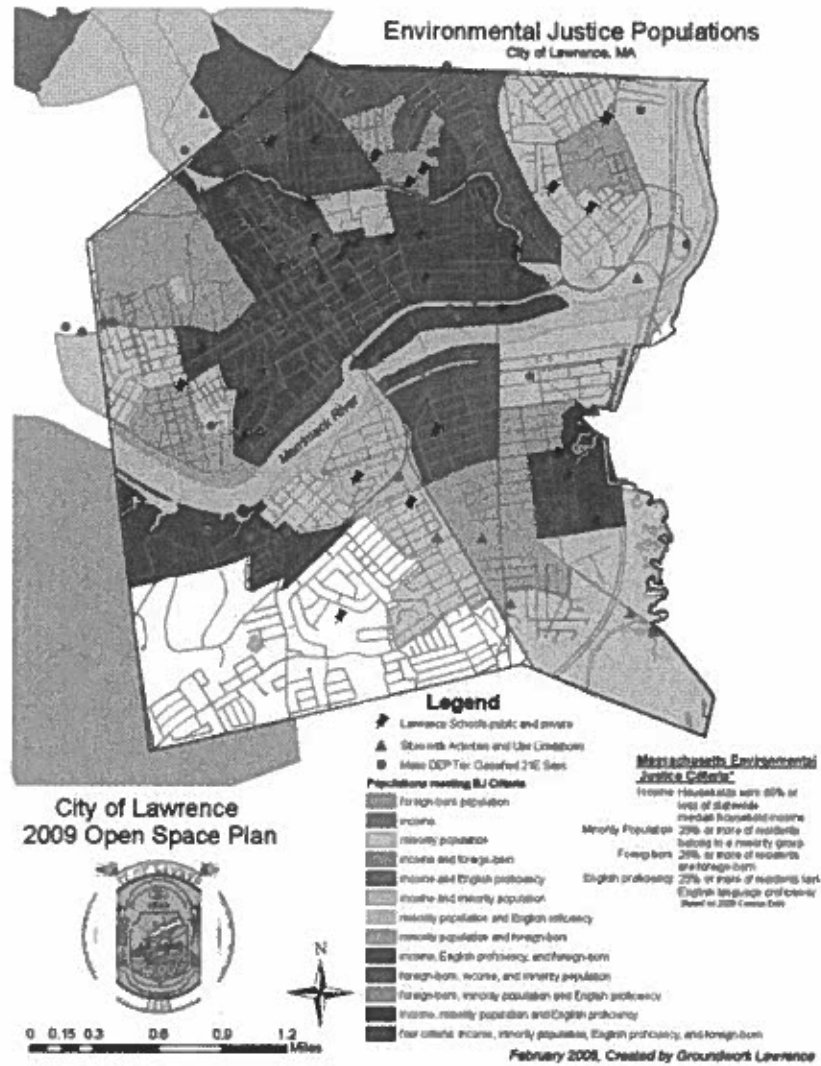 Environmental Justice Populations
City of Lawrence, MA
Merrimack River
Legend
Lawrence Schools public and private
Sites with Activities and Use Limitations
Mass DEP Tier Classified 21E Sites
Populations meeting EJ Criteria
foreign-born population
income
minority population
income and foreign-born
income and English proficiency
income and minority population
minority population and English
minority population and foreign-born
income, English proficiency, and foreign-born
foreign-born, income, and minority population
foreign-born, minority population and English proficiency
income, minority population and English proficiency
four criteria: income, minority population, English proficiency, and foreign-born
Massachusetts Environmental
Justice Criteria*
Income Households earn 65% or
less of statewide
median household income
Minority Population 25% or more of residents
belong to a minority group
Foreign born 25% or more of residents
are foreign-born
English proficiency 25% or more of residents
English language proficiency
City of Lawrence
2009 Open Space Plan
N
0 0.15 0.3 0.6 0.9 1.2
Miles
February 2009, Created by Groundwork Lawrence